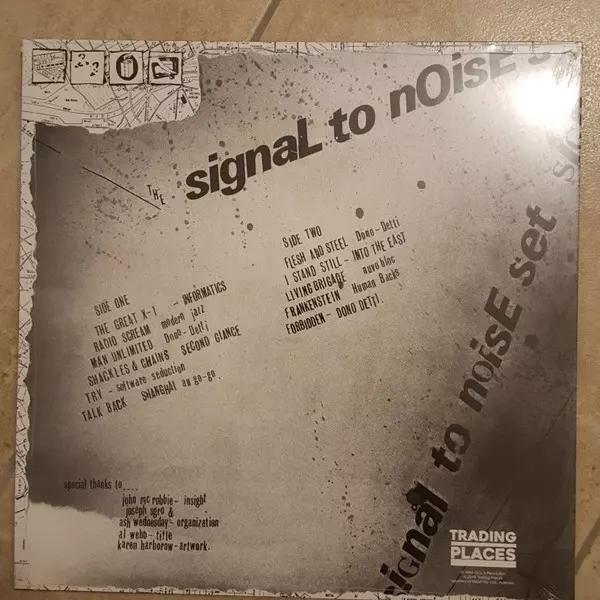 ? ?
THE signaL to nOisE s
SIDE ONE
THE GREAT X-1 - INFORMATICS
RADIO SCREAM modern jazz
MAN UNLIMITED Dono-Detti
SHACKLES & CHAINS SECOND GLANCE
TRY - software seduction
TALK BACK SHANGHAI au go-go.
SIDE TWO
FLESH AND STEEL Dono-Detti
I STAND STILL - INTO THE EAST
LIVING BRIGADE nuvo bloc
FRANKENSTEIN Human Backs
FORBIDDEN - DONO DETTI.
signal to noisE set
special thanks to____
john mc robbie - insight
joseph sgro &
ash wednesday - organization
al webb - title
karen harborow - artwork.
TRADING
PLACES